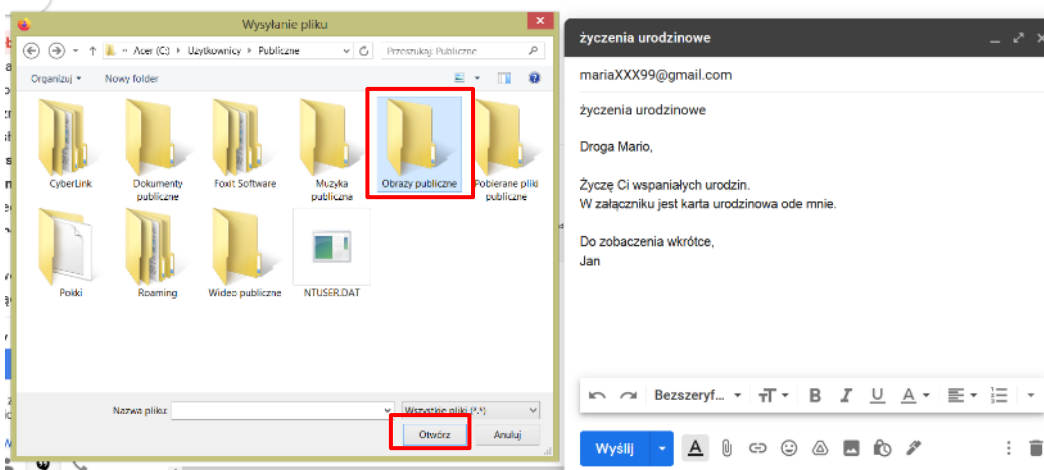 Wysyłanie pliku
Acer (C:) Użytkownicy Publiczne
Przeszukaj: Publiczne
Organizuj
Nowy folder
CyberLink
Dokumenty publiczne
Foxit Software
Muzyka publiczna
Obrazy publiczne
Pobierane pliki publiczne
Pokki
Roaming
Wideo publiczne
NTUSER.DAT
Nazwa pliku:
Wszystkie pliki (*.*)
Otwórz
Anuluj
życzenia urodzinowe
mariaXXX99@gmail.com
życzenia urodzinowe
Droga Mario,
Życzę Ci wspaniałych urodzin.
W załączniku jest karta urodzinowa ode mnie.
Do zobaczenia wkrótce,
Jan
Bezszeryf...
Wyślij